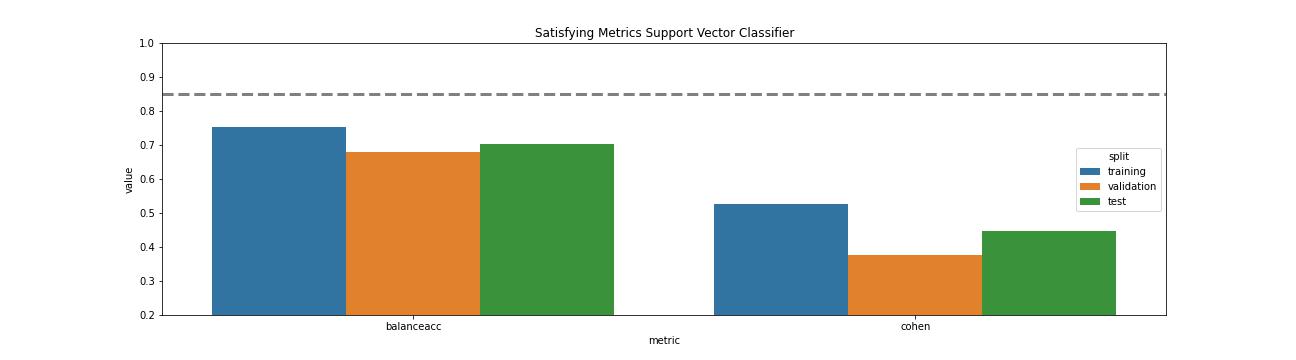 Satisfying Metrics Support Vector Classifier
1.0
0.9
0.8
0.7
0.6
0.5
0.4
0.3
0.2
value
split
training
validation
test
balanceacc
cohen
metric